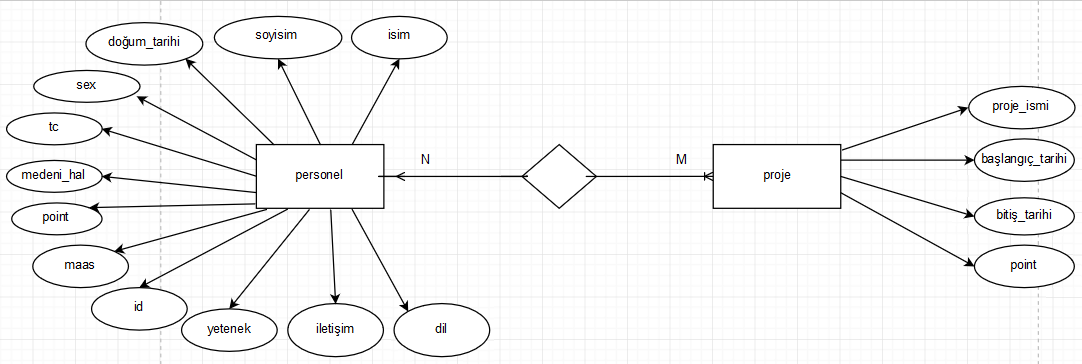 isim
soyisim
doğum_tarihi
sex
tc
medeni_hal
point
maas
id
yetenek
iletişim
dil
personel
N
M
proje
proje_ismi
başlangıç_tarihi
bitiş_tarihi
point